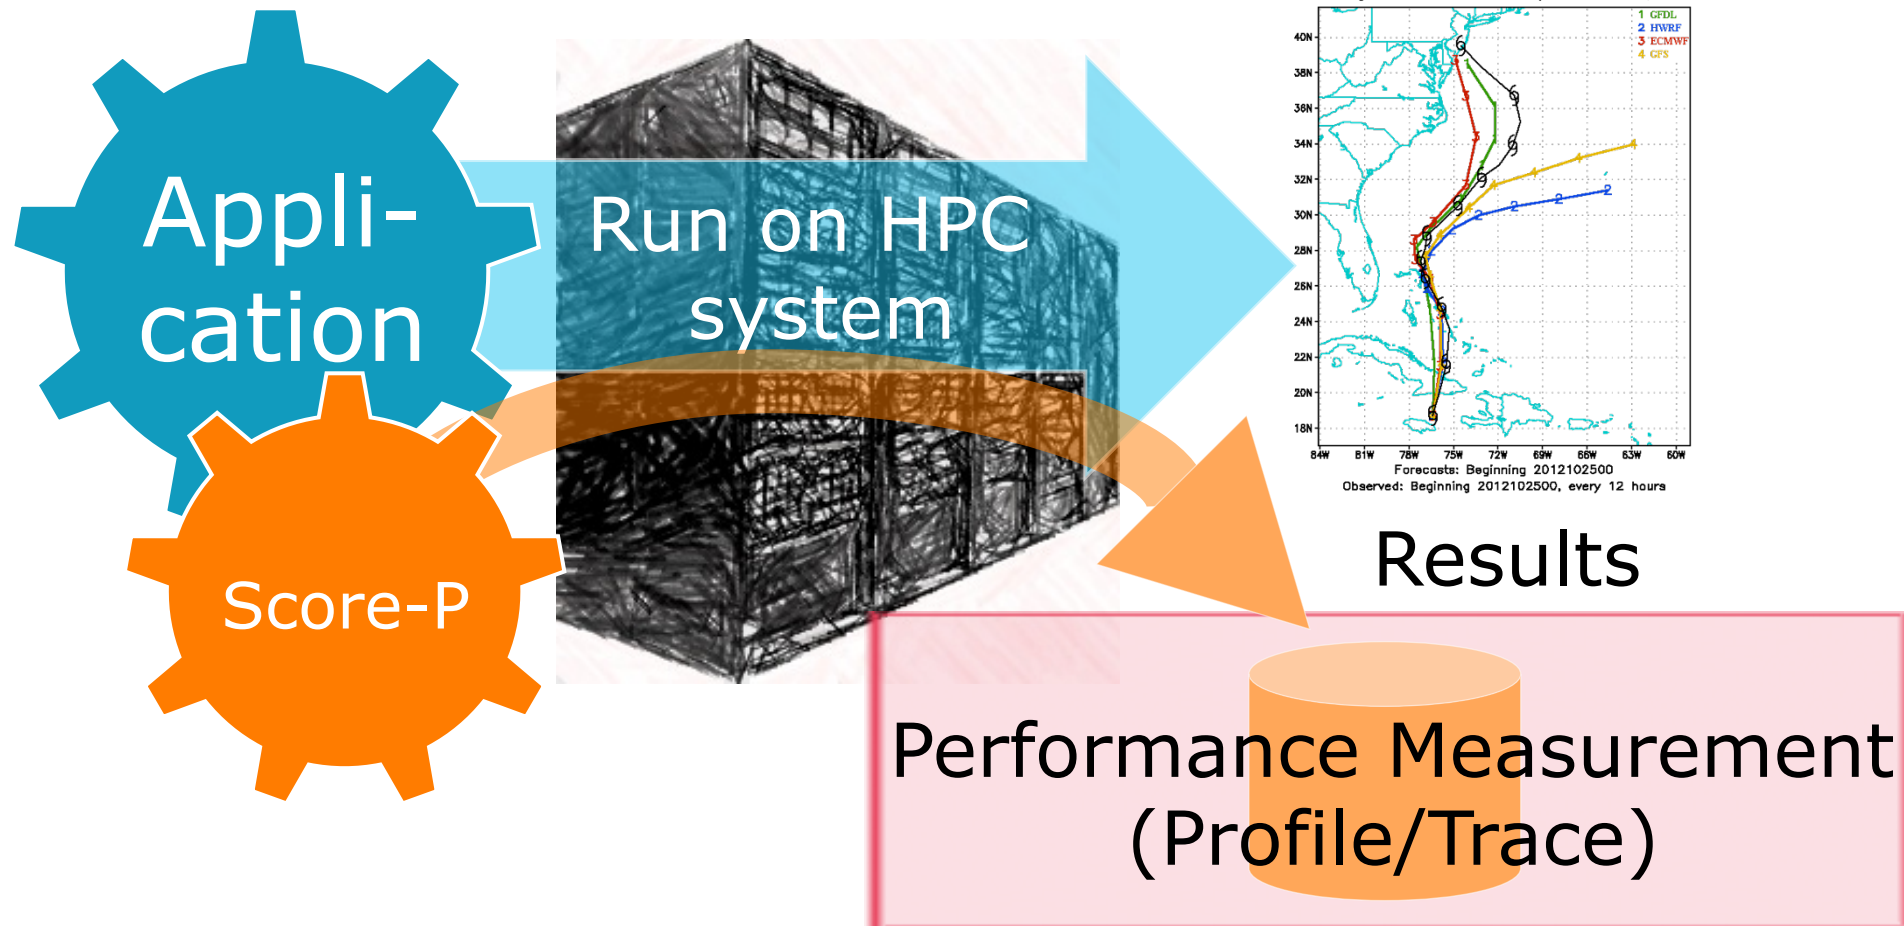 Appli-
cation
Score-P
Run on HPC
system
1 GFDL
2 HWRF
3 ECMWF
4 GFS
40N
38N
36N
34N
32N
30N
28N
26N
24N
22N
20N
18N
84W 81W 78W 75W 72W 69W 66W 63W 60W
Forecasts: Beginning 2012102500
Observed: Beginning 2012102500, every 12 hours
Results
Performance Measurement
(Profile/Trace)